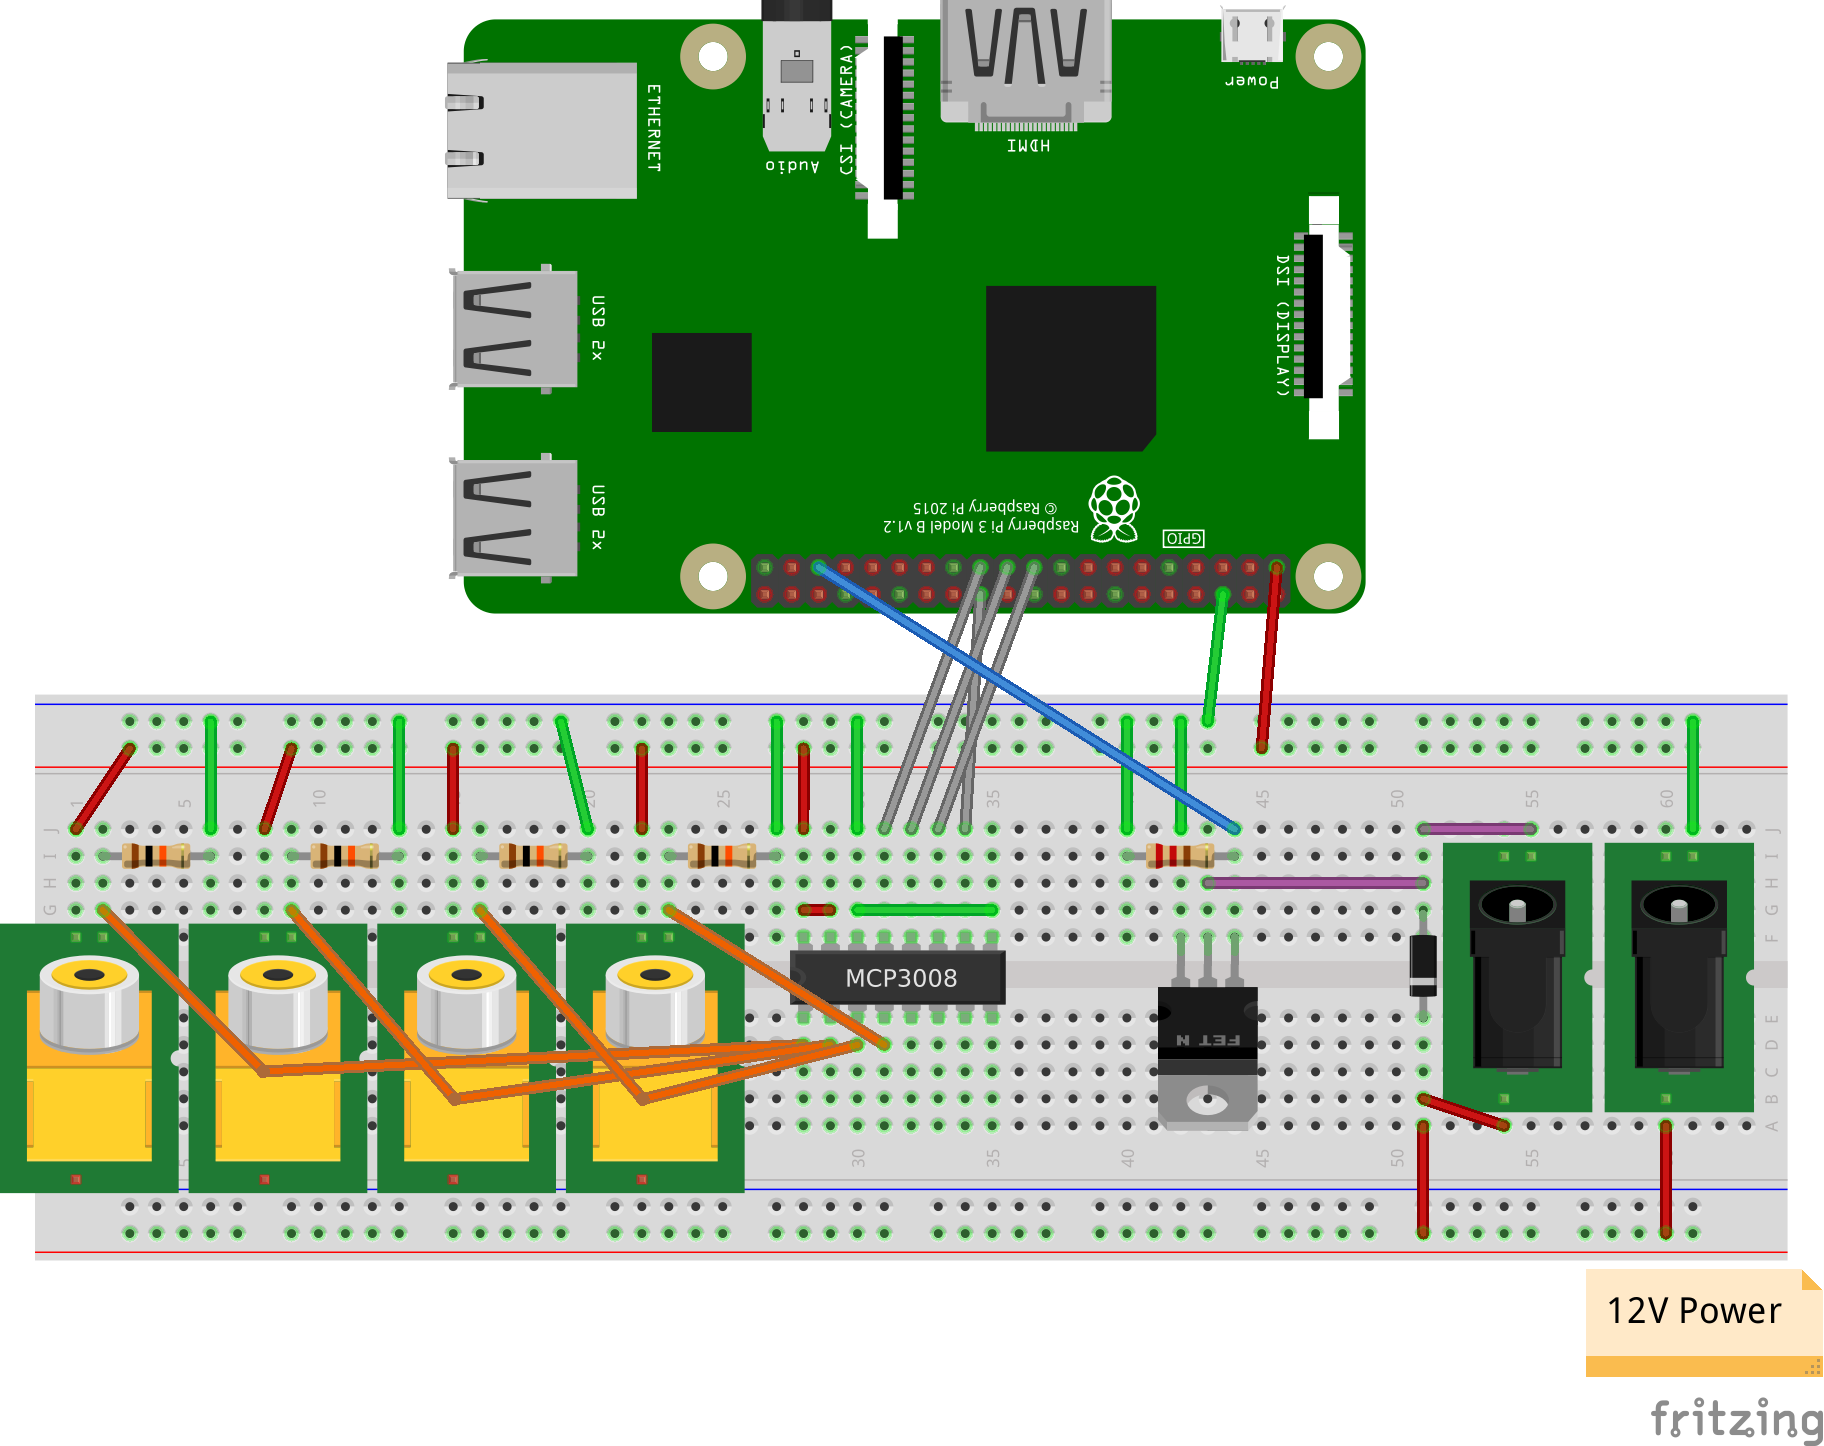 ETHERNET
Audio
CSI (CAMERA)
HDMI
Power
USB 2x
DSI (DISPLAY)
USB 2x
© Raspberry Pi 2015
Raspberry Pi 3 Model B v1.2
GPIO
1
5
10
20
25
35
45
50
55
60
J
J
I
I
H
H
G
G
F
MCP3008
FET N
E
D
C
B
A
5
30
35
40
45
50
55
12V Power
fritzing